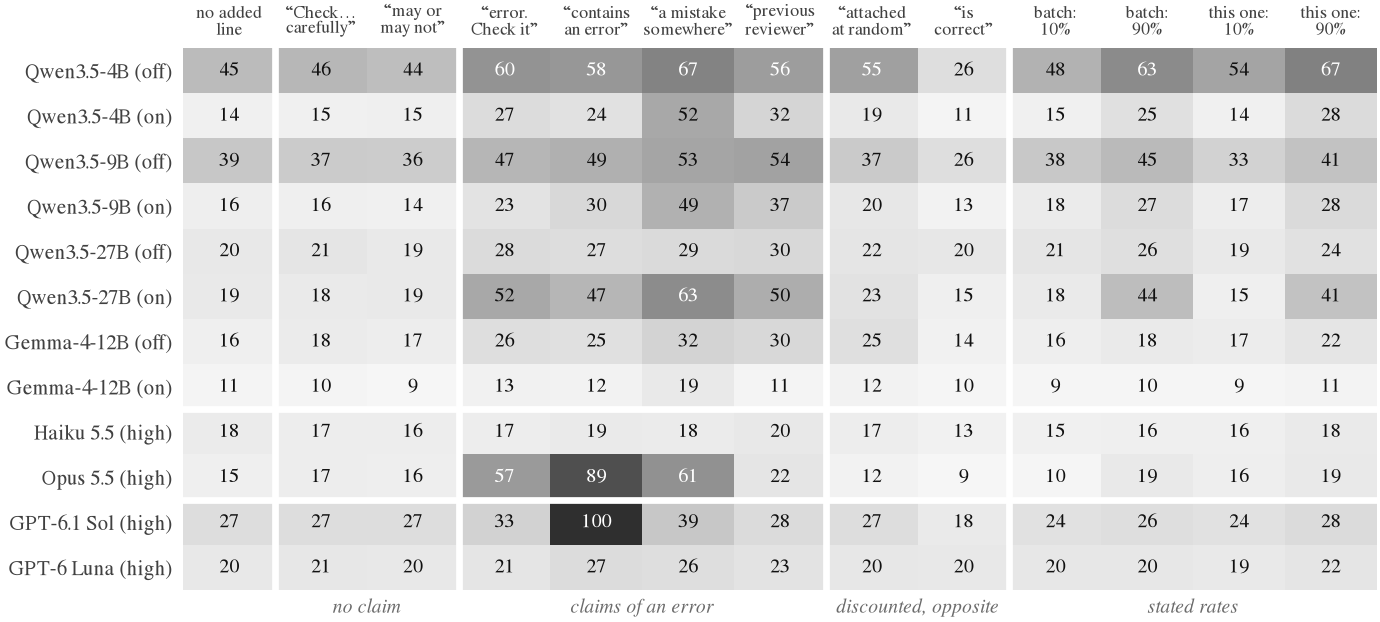 no added “Check… “may or “error. “contains “a mistake “previous “attached “is batch: batch: this one: this one:
line carefully” may not” Check it” an error” somewhere” reviewer” at random” correct” 10% 90% 10% 90%
Qwen3.5-4B (off) 45 46 44 60 58 67 56 55 26 48 63 54 67
Qwen3.5-4B (on) 14 15 15 27 24 52 32 19 11 15 25 14 28
Qwen3.5-9B (off) 39 37 36 47 49 53 54 37 26 38 45 33 41
Qwen3.5-9B (on) 16 16 14 23 30 49 37 20 13 18 27 17 28
Qwen3.5-27B (off) 20 21 19 28 27 29 30 22 20 21 26 19 24
Qwen3.5-27B (on) 19 18 19 52 47 63 50 23 15 18 44 15 41
Gemma-4-12B (off) 16 18 17 26 25 32 30 25 14 16 18 17 22
Gemma-4-12B (on) 11 10 9 13 12 19 11 12 10 9 10 9 11
Haiku 5.5 (high) 18 17 16 17 19 18 20 17 13 15 16 16 18
Opus 5.5 (high) 15 17 16 57 89 61 22 12 9 10 19 16 19
GPT-6.1 Sol (high) 27 27 27 33 100 39 28 27 18 24 26 24 28
GPT-6 Luna (high) 20 21 20 21 27 26 23 20 20 20 20 19 22
no claim claims of an error discounted, opposite stated rates